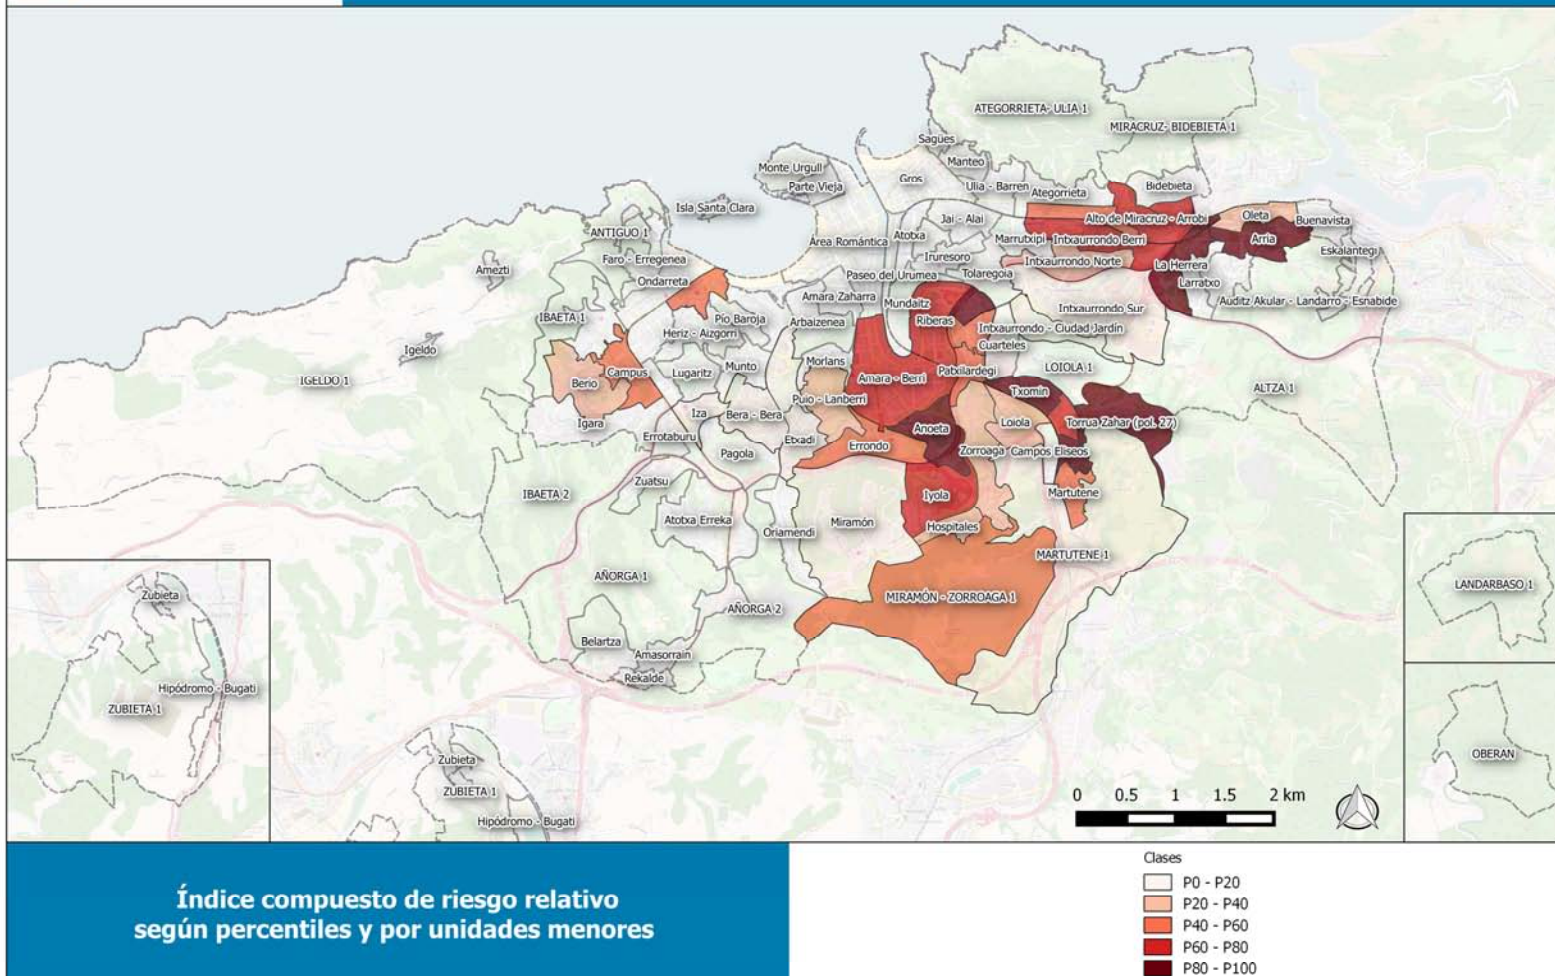 ATEGORRIETA- ULIA 1
MIRACRUZ- BIDEBIETA 1
Sagües
Manteo
Monte Urgull
Parte Vieja
Gros
Ulia - Barren
Ategorrieta
Bidebieta
Isla Santa Clara
Jai - Alai
Alto de Miracruz - Arrobi
Oleta
Buenavista
ANTIGUO 1
Área Romántica
Atotxa
Marrutxipi
Intxaurrondo Berri
Arria
Eskalantegi
Faro - Erregenea
Iruresoro
Intxaurrondo Norte
La Herrera
Amezti
Ondarreta
Paseo del Urumea
Tolaregoia
Larratxo
Amara Zaharra
Mundaitz
Intxaurrondo Sur
Auditz Akular - Landarro - Esnabide
IBAETA 1
Pío Baroja
Arbaizenea
Riberas
Intxaurrondo - Ciudad Jardín
Heriz - Aizgorri
Cuarteles
Igeldo
Morlans
Munto
Lugaritz
Campus
Berio
IGELDO 1
Amara - Berri
Patxilardegi
LOIOLA 1
ALTZA 1
Puio - Lanberri
Txomin
Iza
Bera - Bera
Igara
Anoeta
Loiola
Torrua Zahar (pol. 27)
Errotaburu
Etxadi
Errondo
Pagola
Zorroaga
Campos Eliseos
Zuatsu
IBAETA 2
Iyola
Martutene
Atotxa Erreka
Oriamendi
Miramón
Hospitales
MARTUTENE 1
AÑORGA 1
AÑORGA 2
MIRAMÓN - ZORROAGA 1
LANDARBASO 1
Belartza
Amasorrain
Rekalde
Zubieta
Hipódromo - Bugati
ZUBIETA 1
Zubieta
ZUBIETA 1
Hipódromo - Bugati
OBERAN
0 0.5 1 1.5 2 km
Índice compuesto de riesgo relativo
según percentiles y por unidades menores
Clases
P0 - P20
P20 - P40
P40 - P60
P60 - P80
P80 - P100